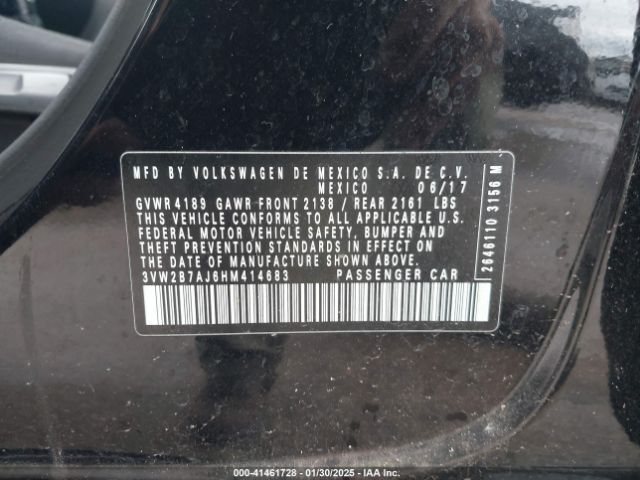 MFD BY VOLKSWAGEN DE MEXICO S.A. DE C.V.
MEXICO 06/17
GVWR 4189 GAWR FRONT 2138 / REAR 2161 LBS
THIS VEHICLE CONFORMS TO ALL APPLICABLE U.S.
FEDERAL MOTOR VEHICLE SAFETY, BUMPER AND
THEFT PREVENTION STANDARDS IN EFFECT ON
THE DATE OF MANUFACTURE SHOWN ABOVE.
3VW2B7AJ6HM414683 PASSENGER CAR
2646110 3156 M
000-41461728 - 01/30/2025 - IAA Inc.